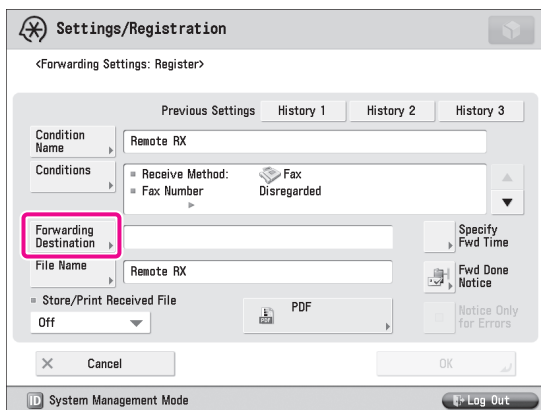 Settings/Registration
<Forwarding Settings: Register>
Previous Settings History 1 History 2 History 3
Condition
Name
Remote RX
Conditions
Receive Method: Fax
Fax Number Disregarded
Forwarding
Destination
Specify
Fwd Time
File Name
Remote RX
Fwd Done
Notice
Store/Print Received File
Off
PDF
PDF
Notice Only
for Errors
Cancel
OK
ID System Management Mode
Log Out